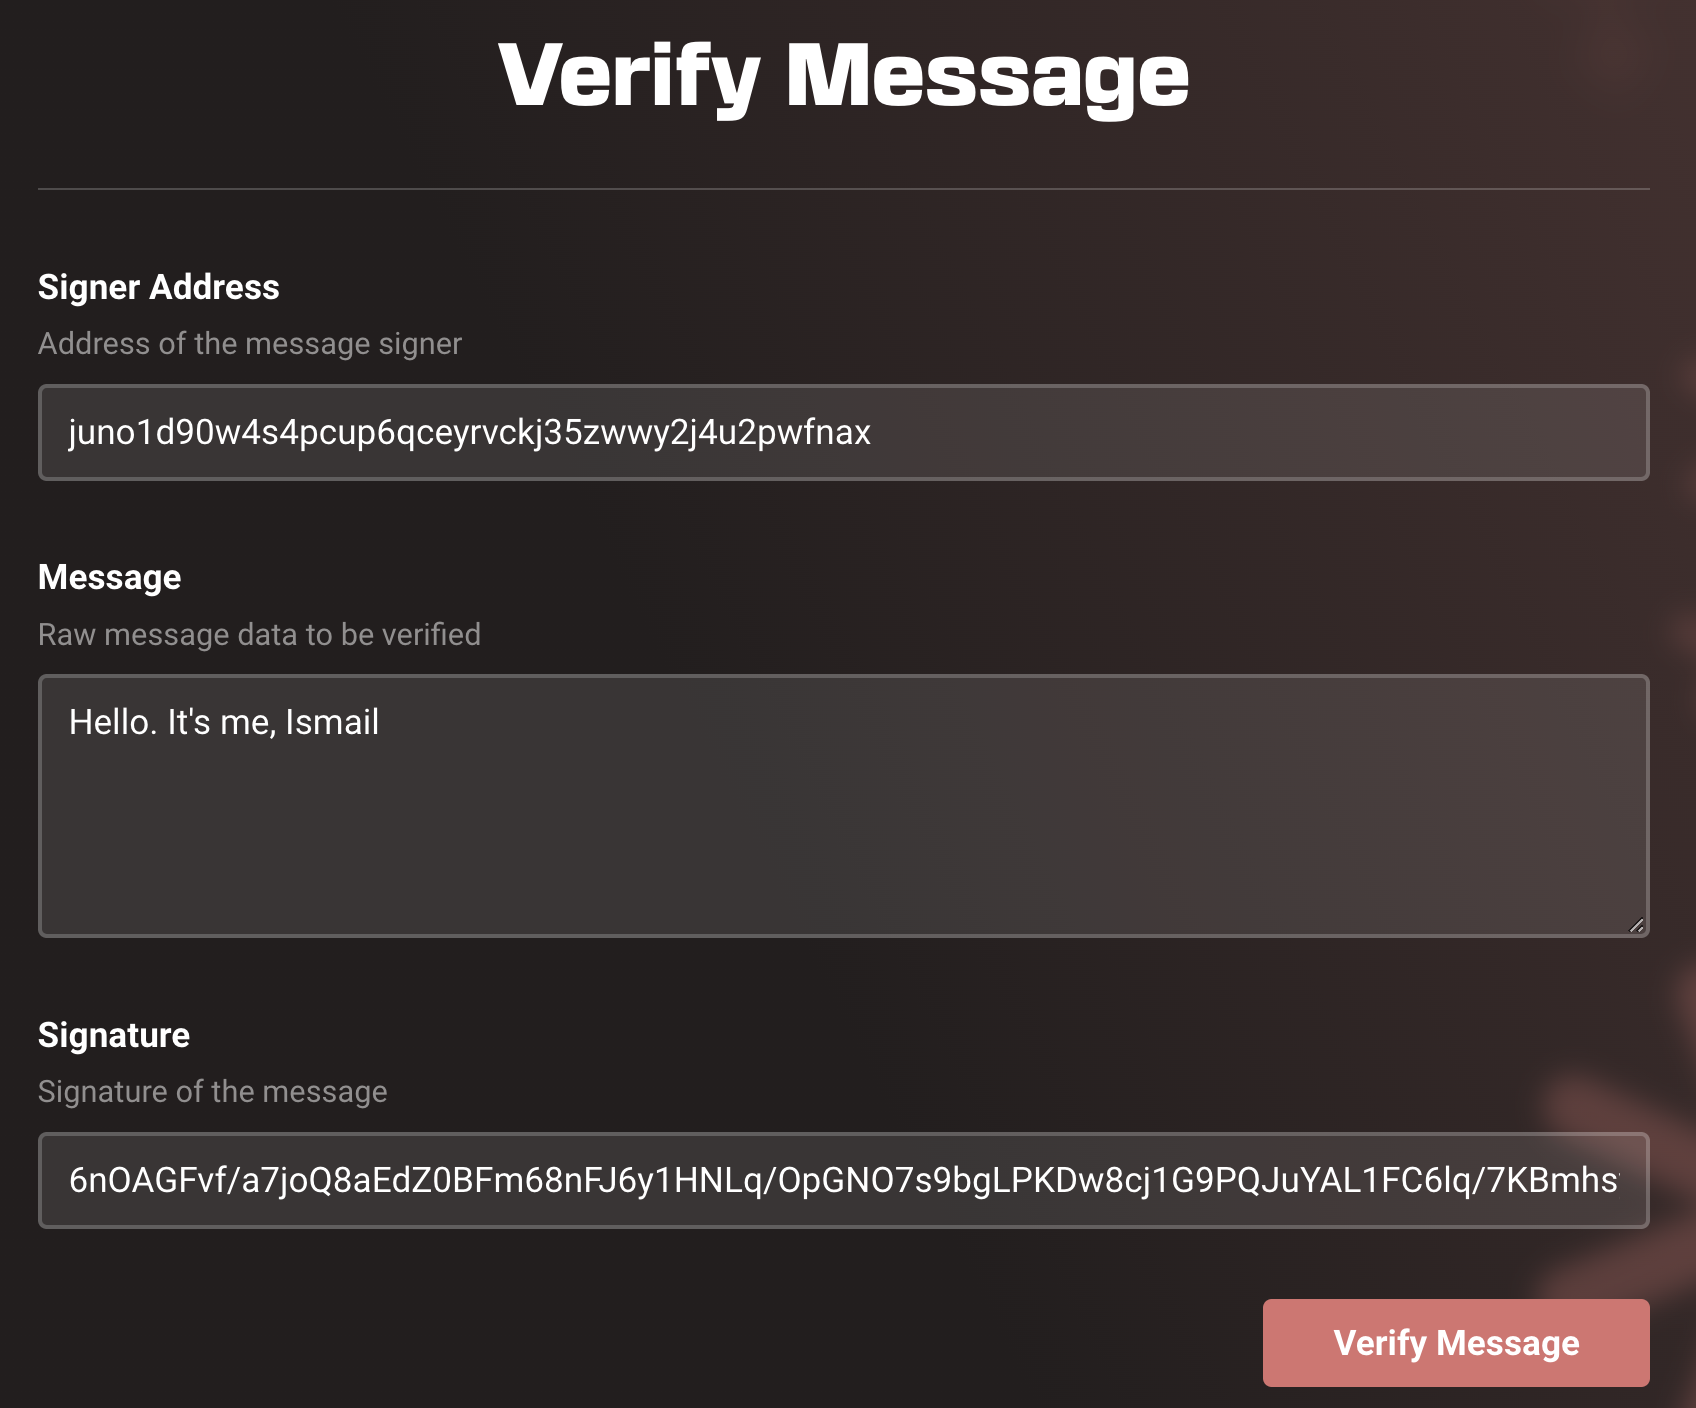 Verify Message
Signer Address
Address of the message signer
juno1d90w4s4pcup6qceyrvckj35zwwy2j4u2pwfnax
Message
Raw message data to be verified
Hello. It's me, Ismail
Signature
Signature of the message
6nOAGFvf/a7joQ8aEdZ0BFm68nFJ6y1HNLq/OpGNO7s9bgLPKDw8cj1G9PQJuYAL1FC6lq/7KBmhs
Verify Message